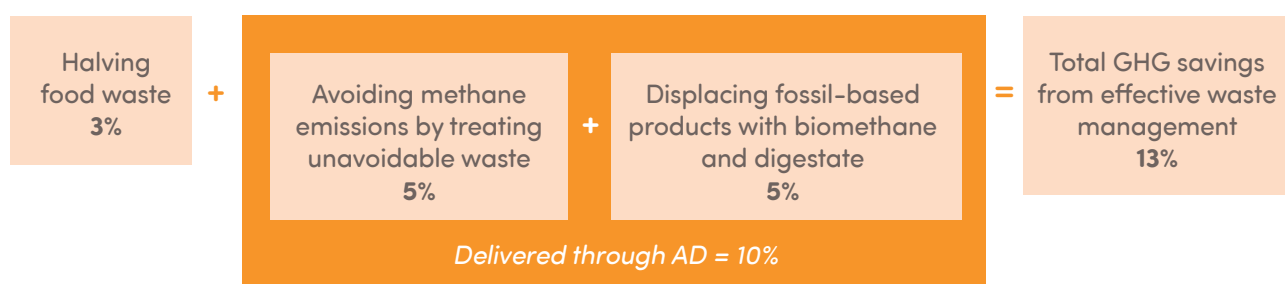 Halving
food waste
3%
+
Avoiding methane
emissions by treating
unavoidable waste
5%
+
Displacing fossil-based
products with biomethane
and digestate
5%
Delivered through AD = 10%
=
Total GHG savings
from effective waste
management
13%